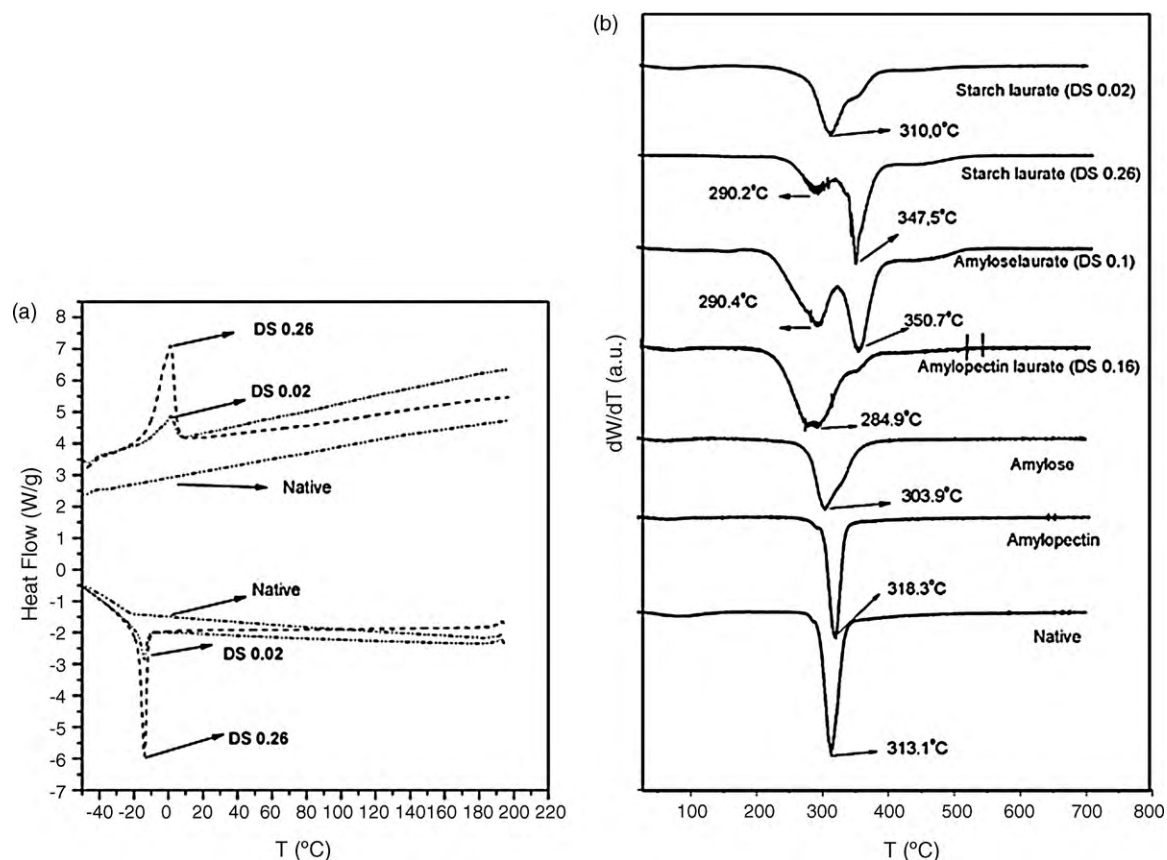 (a)
8
7
6
5
4
3
2
1
0
-1
-2
-3
-4
-5
-6
-7
Heat Flow (W/g)
DS 0.26
DS 0.02
Native
Native
DS 0.02
DS 0.26
-40 -20 0 20 40 60 80 100 120 140 160 180 200 220
T (°C)
(b)
dW/dT (a.u.)
Starch laurate (DS 0.02)
310,0°C
Starch laurate (DS 0.26)
290.2°C
347,5°C
Amyloselaurate (DS 0.1)
290.4°C
350.7°C
Amylopectin laurate (DS 0.16)
284.9°C
Amylose
303.9°C
Amylopectin
318.3°C
Native
313.1°C
100 200 300 400 500 600 700 800
T (°C)